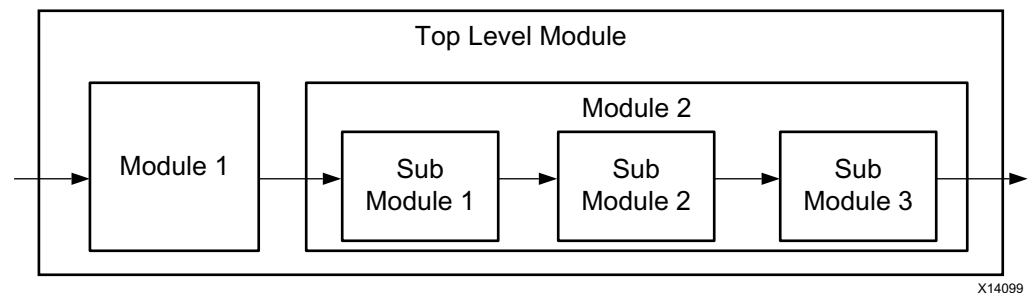 Top Level Module
Module 2
Module 1
Sub
Module 1
Sub
Module 2
Sub
Module 3
X14099